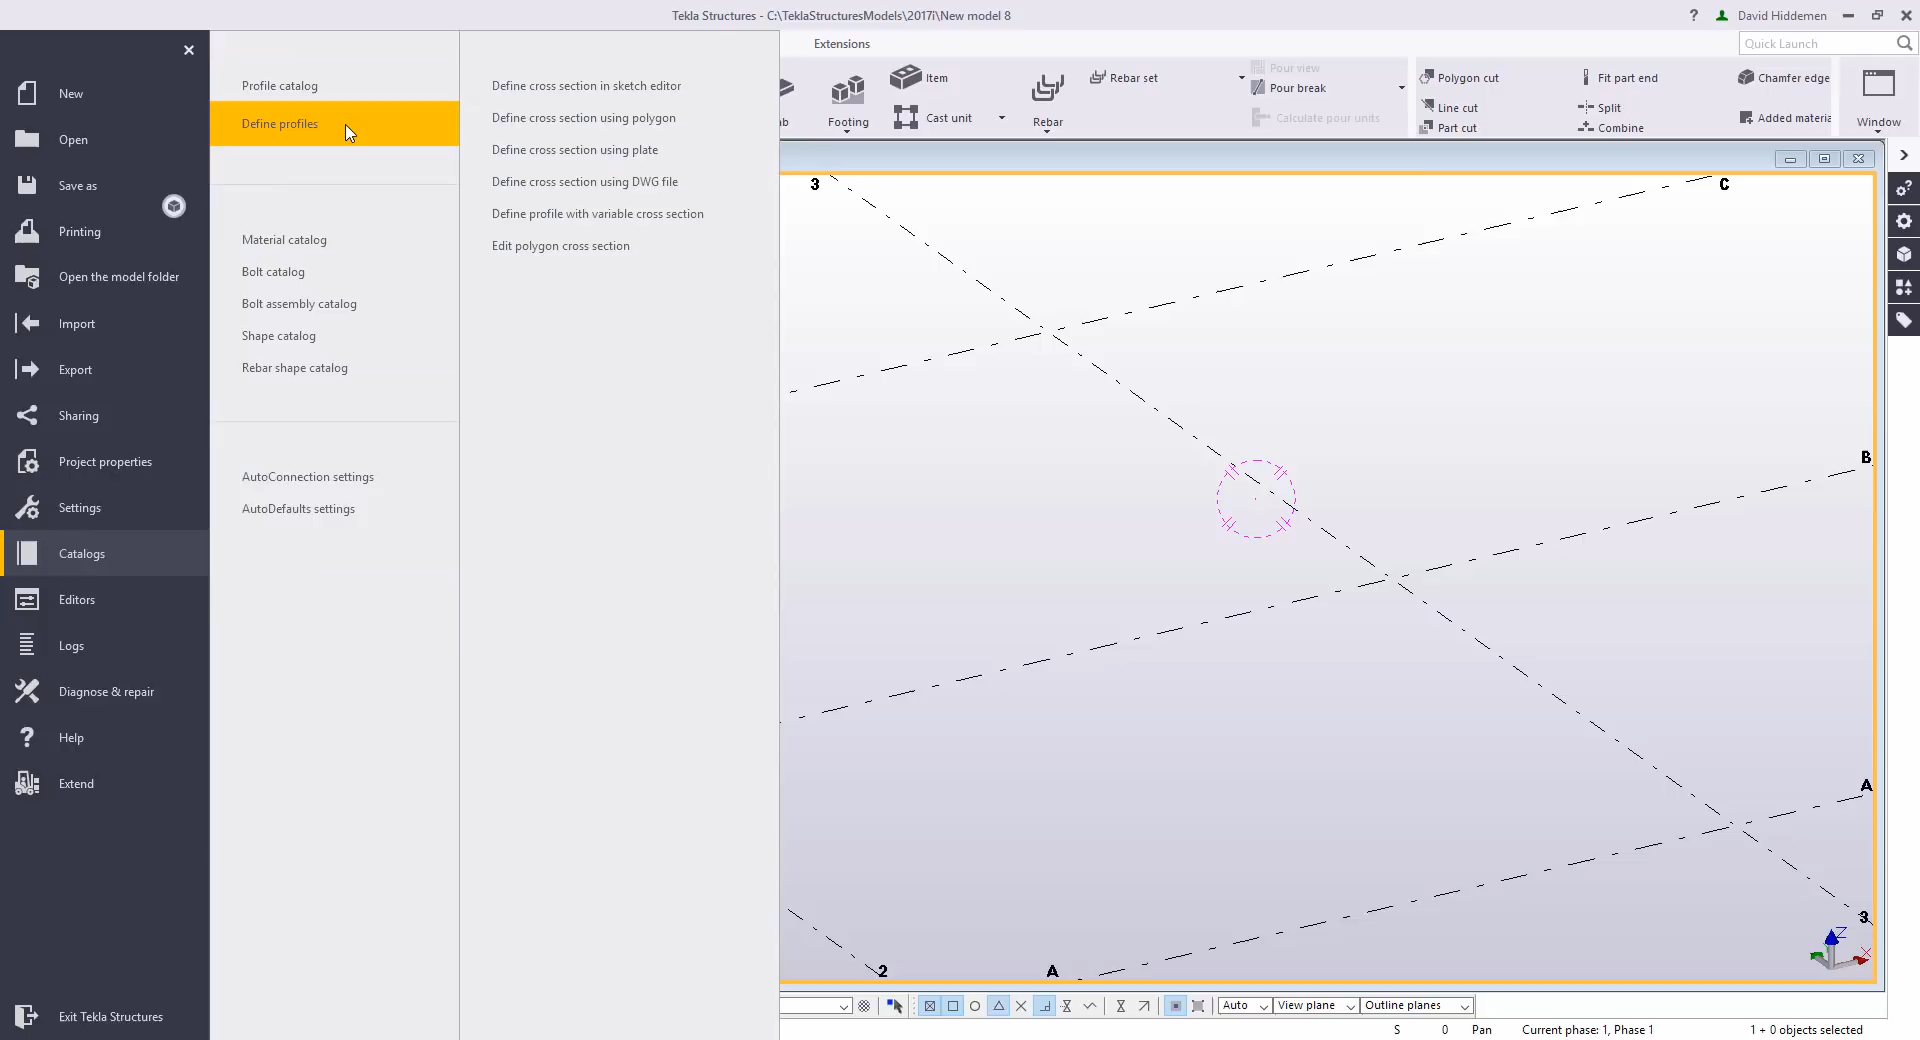 Tekla Structures - C:\TeklaStructuresModels\2017i\New model 8
? David Hiddemen
Extensions
Quick Launch
New
Open
Save as
Printing
Open the model folder
Import
Export
Sharing
Project properties
Settings
Catalogs
Editors
Logs
Diagnose & repair
Help
Extend
Exit Tekla Structures
Profile catalog
Define profiles
Material catalog
Bolt catalog
Bolt assembly catalog
Shape catalog
Rebar shape catalog
AutoConnection settings
AutoDefaults settings
Define cross section in sketch editor
Define cross section using polygon
Define cross section using plate
Define cross section using DWG file
Define profile with variable cross section
Edit polygon cross section
ab
Footing
Item
Cast unit
Rebar
Rebar set
Pour view
Pour break
Calculate pour units
Polygon cut
Line cut
Part cut
Fit part end
Split
Combine
Chamfer edge
Added materia
Window
3
C
B
A
3
2
A
Z
X
Auto
View plane
Outline planes
S 0 Pan Current phase: 1, Phase 1 1 + 0 objects selected